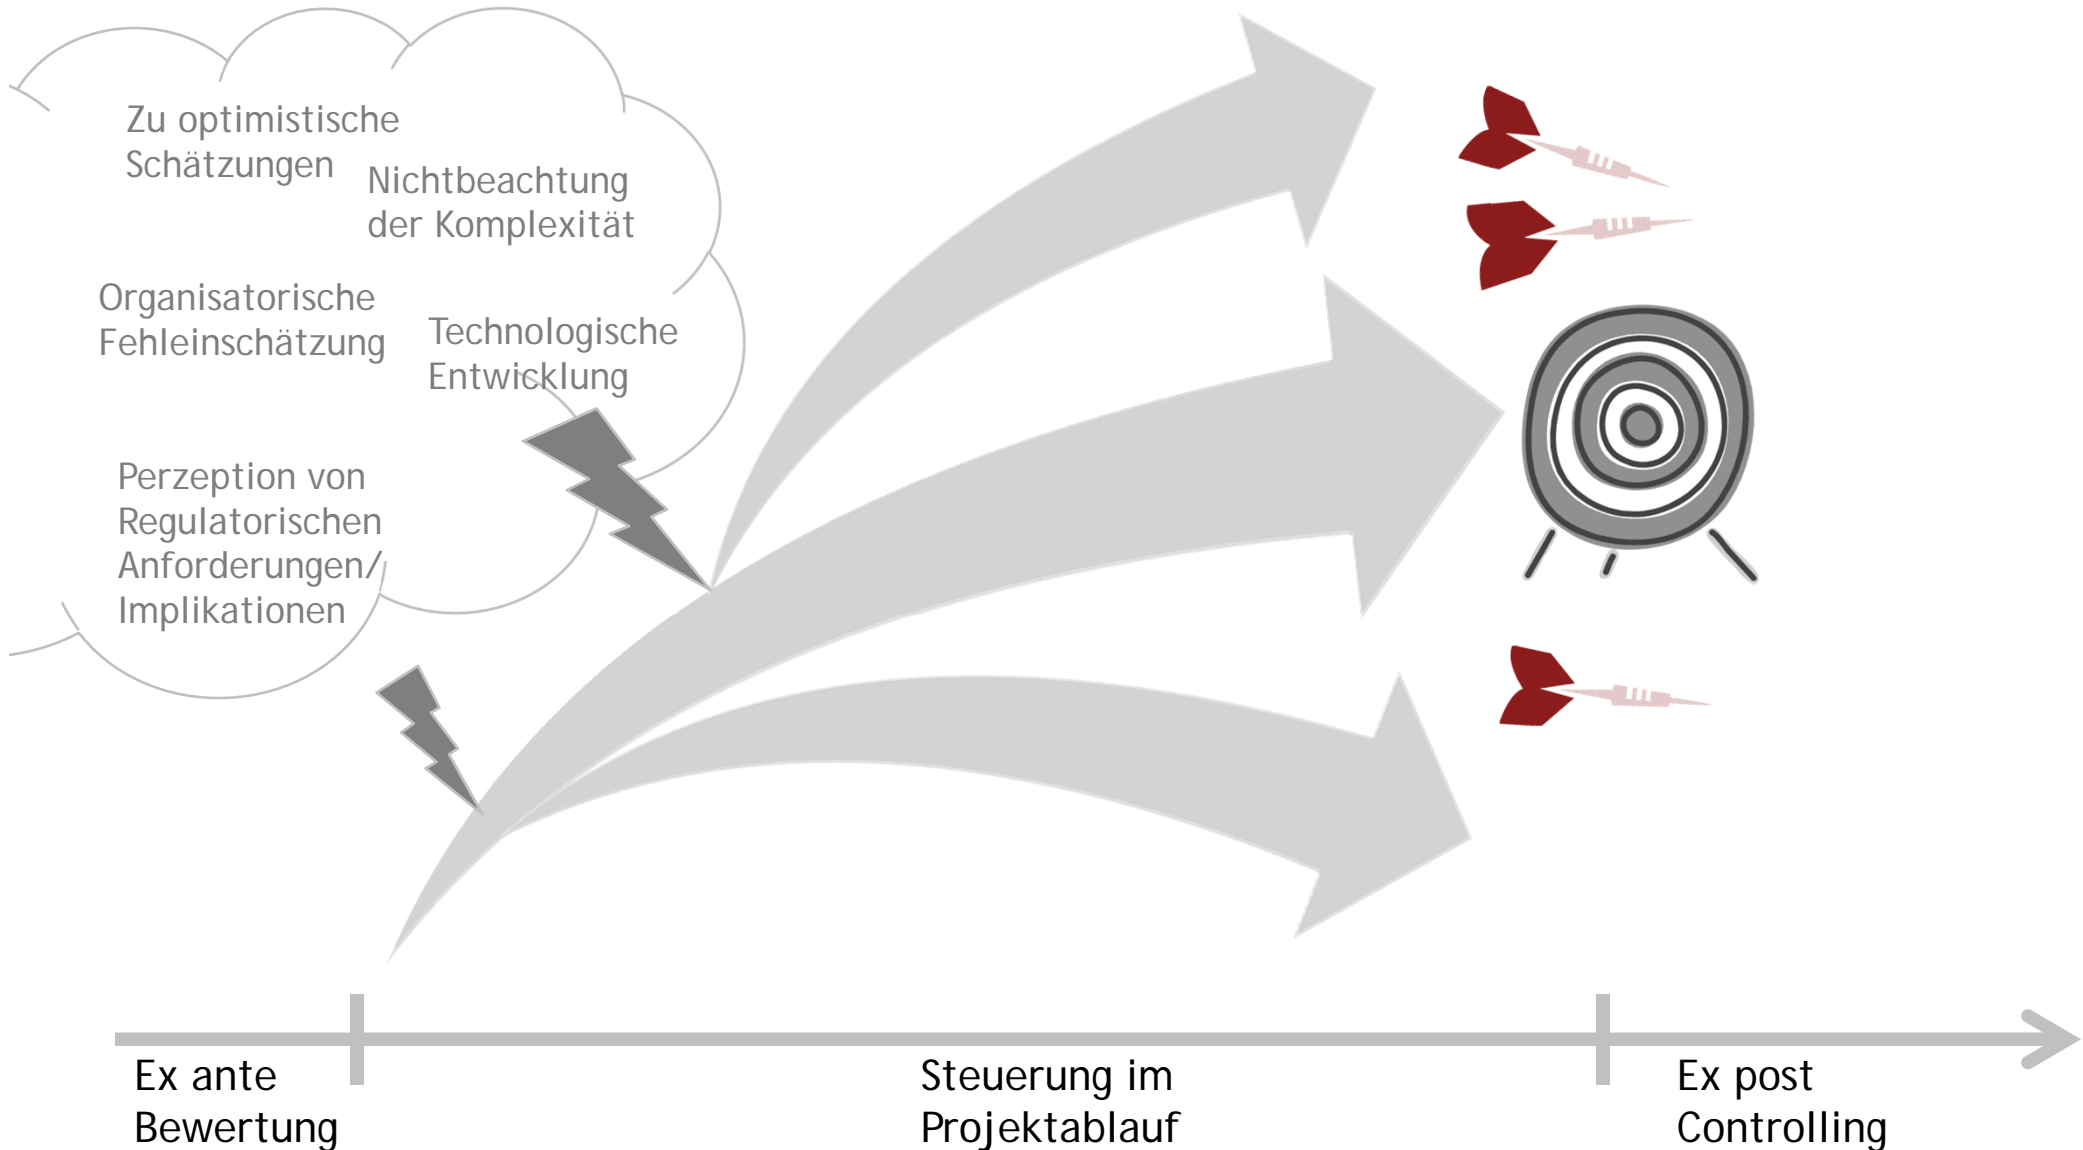 Zu optimistische
Schätzungen
Nichtbeachtung
der Komplexität
Organisatorische
Fehleinschätzung
Technologische
Entwicklung
Perzeption von
Regulatorischen
Anforderungen/
Implikationen
Ex ante
Bewertung
Steuerung im
Projektablauf
Ex post
Controlling